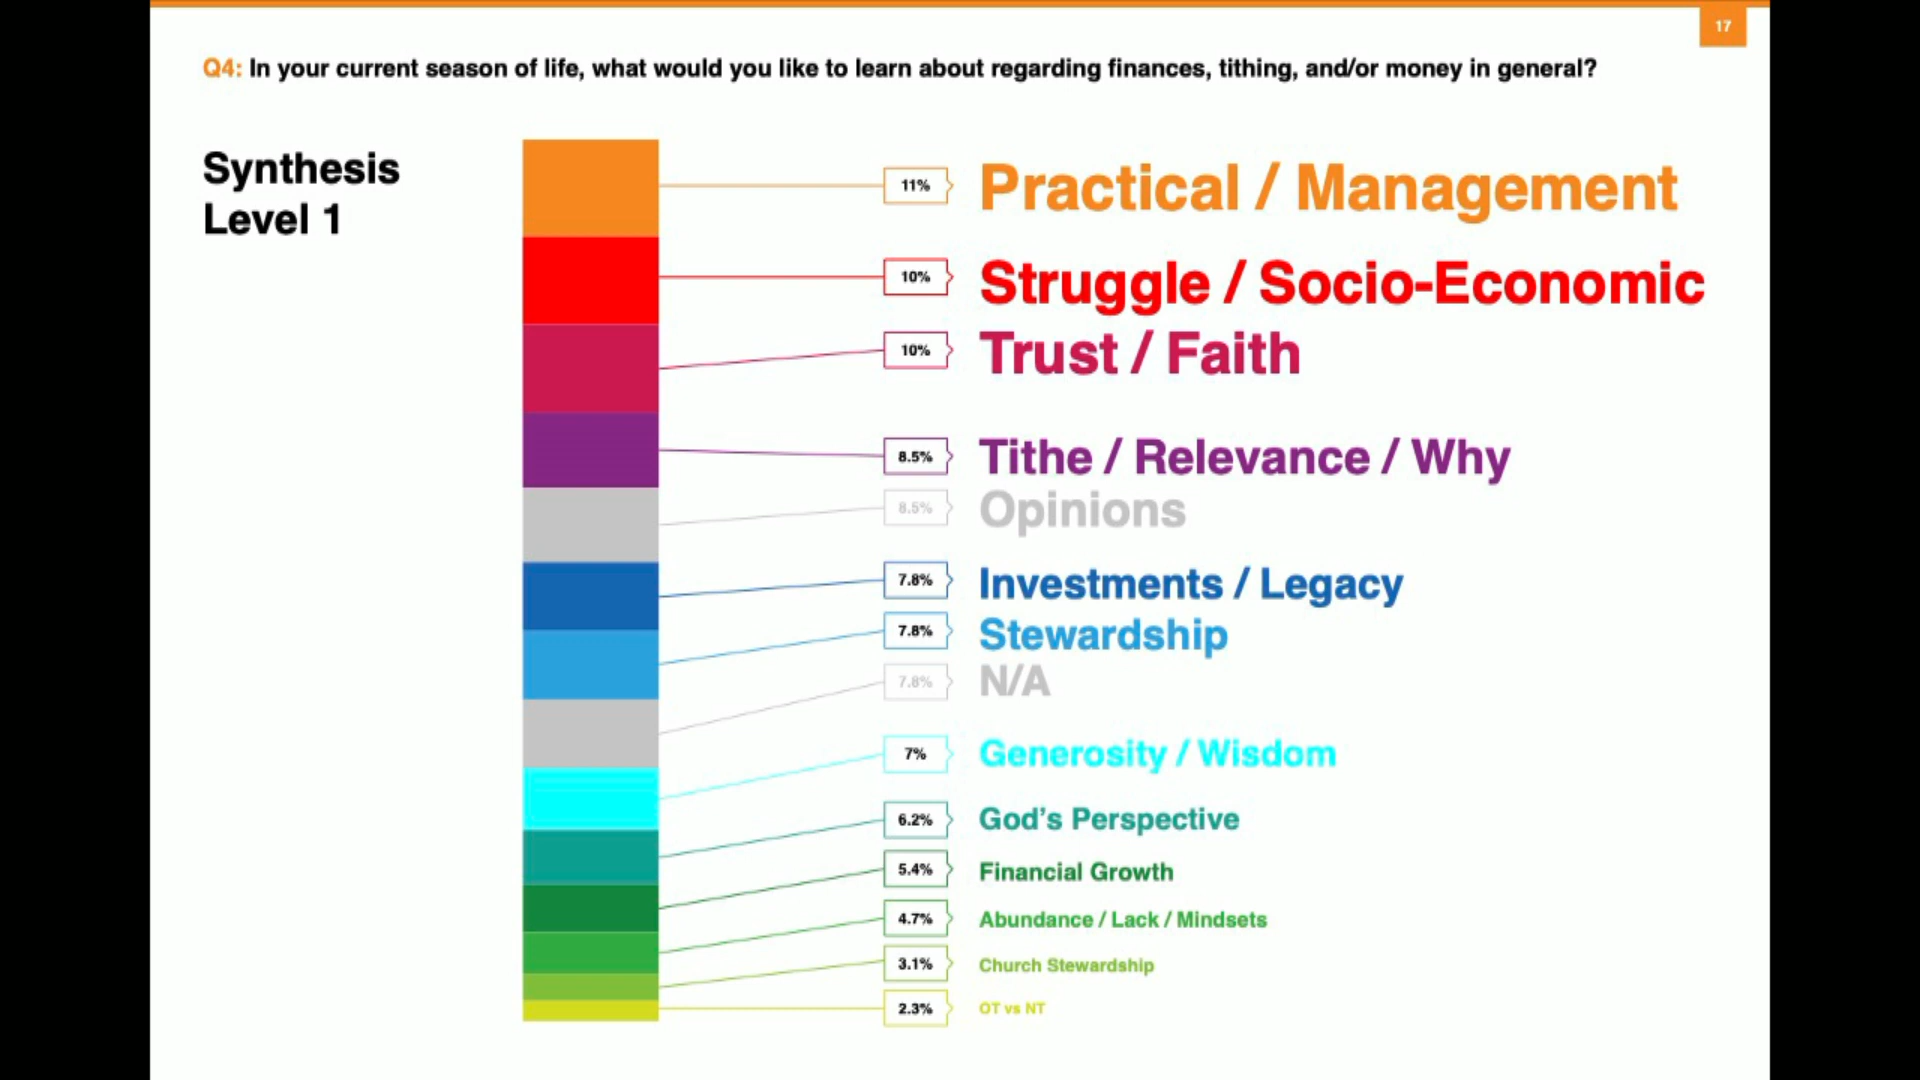 17
Q4: In your current season of life, what would you like to learn about regarding finances, tithing, and/or money in general?
Synthesis
Level 1
11% Practical / Management
10% Struggle / Socio-Economic
10% Trust / Faith
8.5% Tithe / Relevance / Why
8.5% Opinions
7.8% Investments / Legacy
7.8% Stewardship
7.8% N/A
7% Generosity / Wisdom
6.2% God's Perspective
5.4% Financial Growth
4.7% Abundance / Lack / Mindsets
3.1% Church Stewardship
2.3% OT vs NT